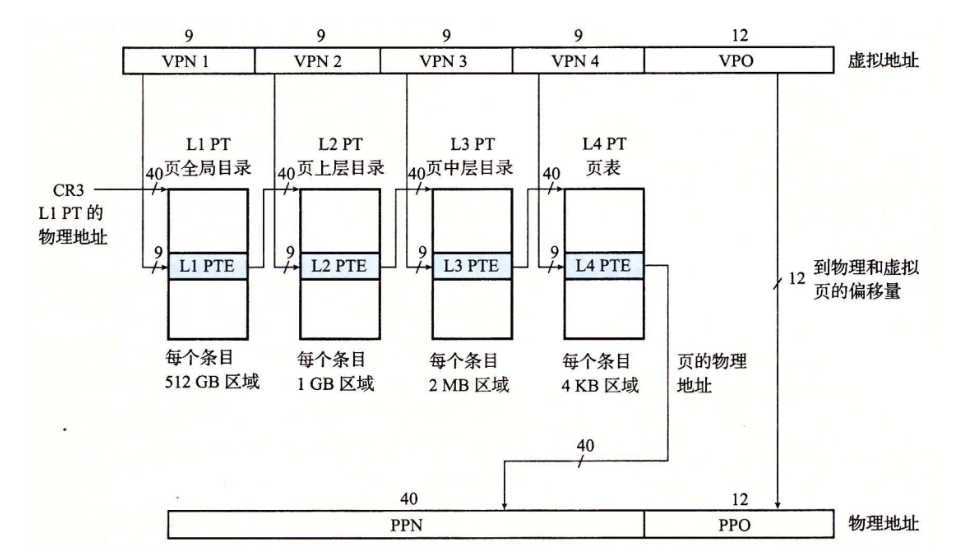 9 9 9 9 12
VPN 1 VPN 2 VPN 3 VPN 4 VPO 虚拟地址
L1 PT L2 PT L3 PT L4 PT
页全局目录 页上层目录 页中层目录 页表
40 40 40 40
CR3
L1 PT 的
物理地址
9 9 9 9
L1 PTE L2 PTE L3 PTE L4 PTE
12 到物理和虚拟
页的偏移量
每个条目 每个条目 每个条目 每个条目 页的物理
512 GB 区域 1 GB 区域 2 MB 区域 4 KB 区域 地址
40
40 12
PPN PPO 物理地址